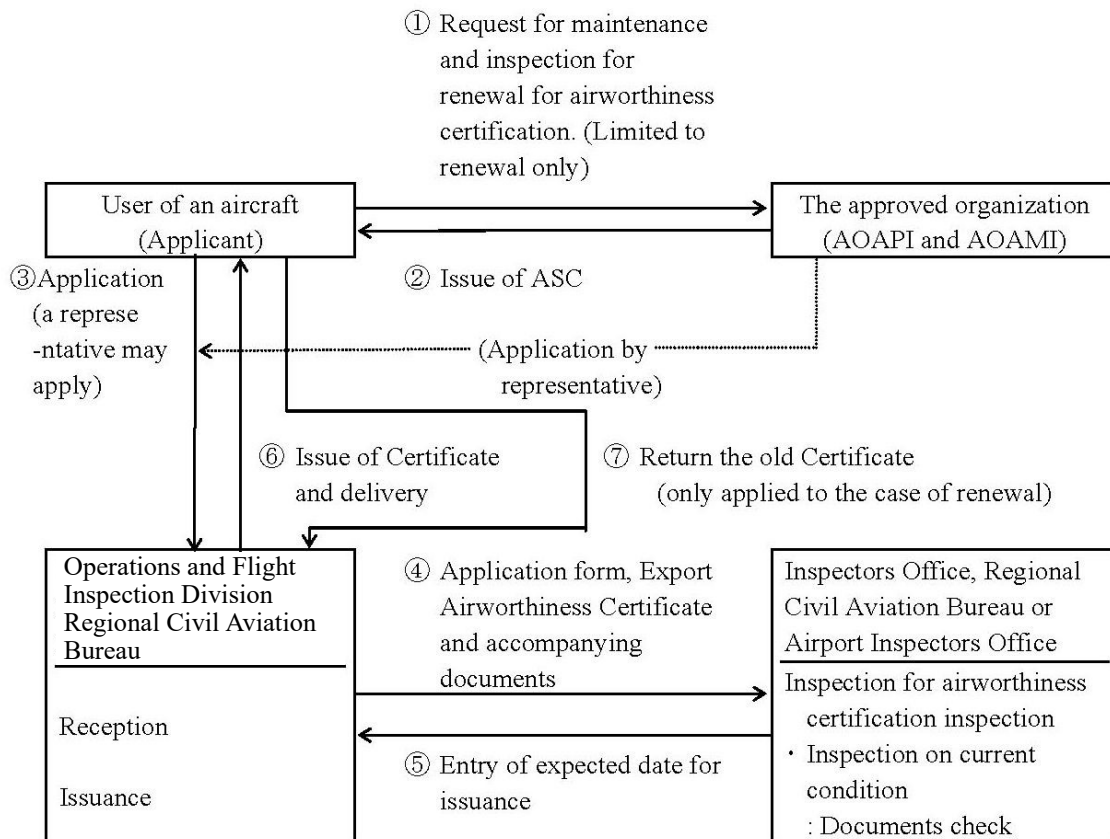 ① Request for maintenance
and inspection for
renewal for airworthiness
certification. (Limited to
renewal only)
User of an aircraft
(Applicant)
The approved organization
(AOAPI and AOAMI)
② Issue of ASC
③Application
(a represe
-ntative may
apply)
(Application by
representative)
⑥ Issue of Certificate
and delivery
⑦ Return the old Certificate
(only applied to the case of renewal)
Operations and Flight
Inspection Division
Regional Civil Aviation
Bureau
Reception
Issuance
④ Application form, Export
Airworthiness Certificate
and accompanying
documents
⑤ Entry of expected date for
issuance
Inspectors Office, Regional
Civil Aviation Bureau or
Airport Inspectors Office
Inspection for airworthiness
certification inspection
・ Inspection on current
condition
: Documents check